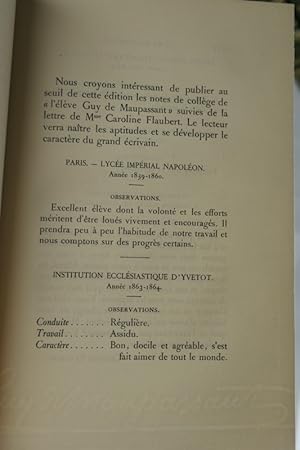 Nous croyons intéressant de publier au
seuil de cette édition les notes de collège de
« l'élève Guy de Maupassant » suivies de la
lettre de Mme Caroline Flaubert. Le lecteur
verra naître les aptitudes et se développer le
caractère du grand écrivain.
PARIS. — LYCÉE IMPÉRIAL NAPOLÉON.
Année 1859-1860.
OBSERVATIONS.
Excellent élève dont la volonté et les efforts
méritent d'être loués vivement et encouragés. Il
prendra peu à peu l'habitude de notre travail et
nous comptons sur des progrès certains.
INSTITUTION ECCLÉSIASTIQUE D'YVETOT.
Année 1863-1864.
OBSERVATIONS.
Conduite....... Régulière.
Travail....... Assidu.
Caractère....... Bon, docile et agréable, s'est
fait aimer de tout le monde.